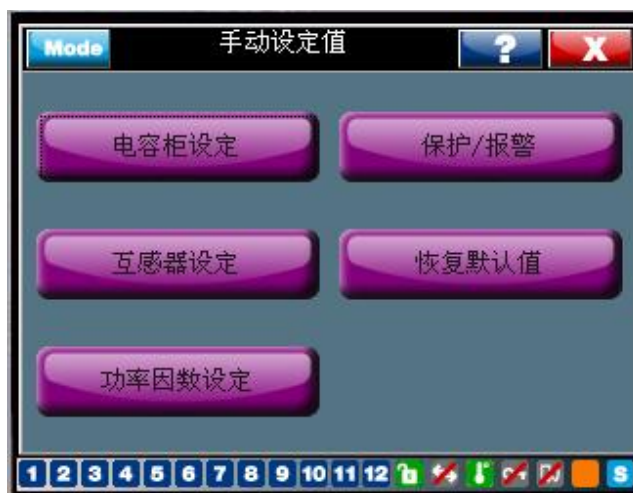 Mode 手动设定值 ? X
电容柜设定 保护/报警
互感器设定 恢复默认值
功率因数设定
1 2 3 4 5 6 7 8 9 10 11 12 S